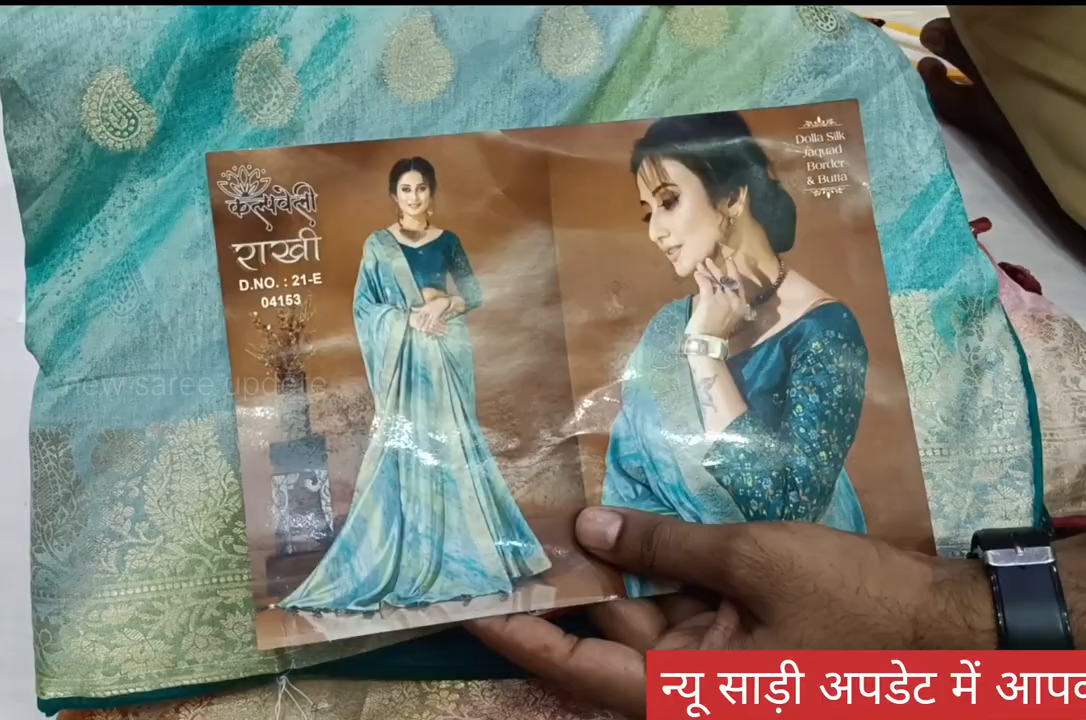 कल्पवेली
राखी
D.NO. : 21-E
04153
Dolla Silk
Jaquad
Border
& Butta
new saree update
न्यू साड़ी अपडेट में आपक